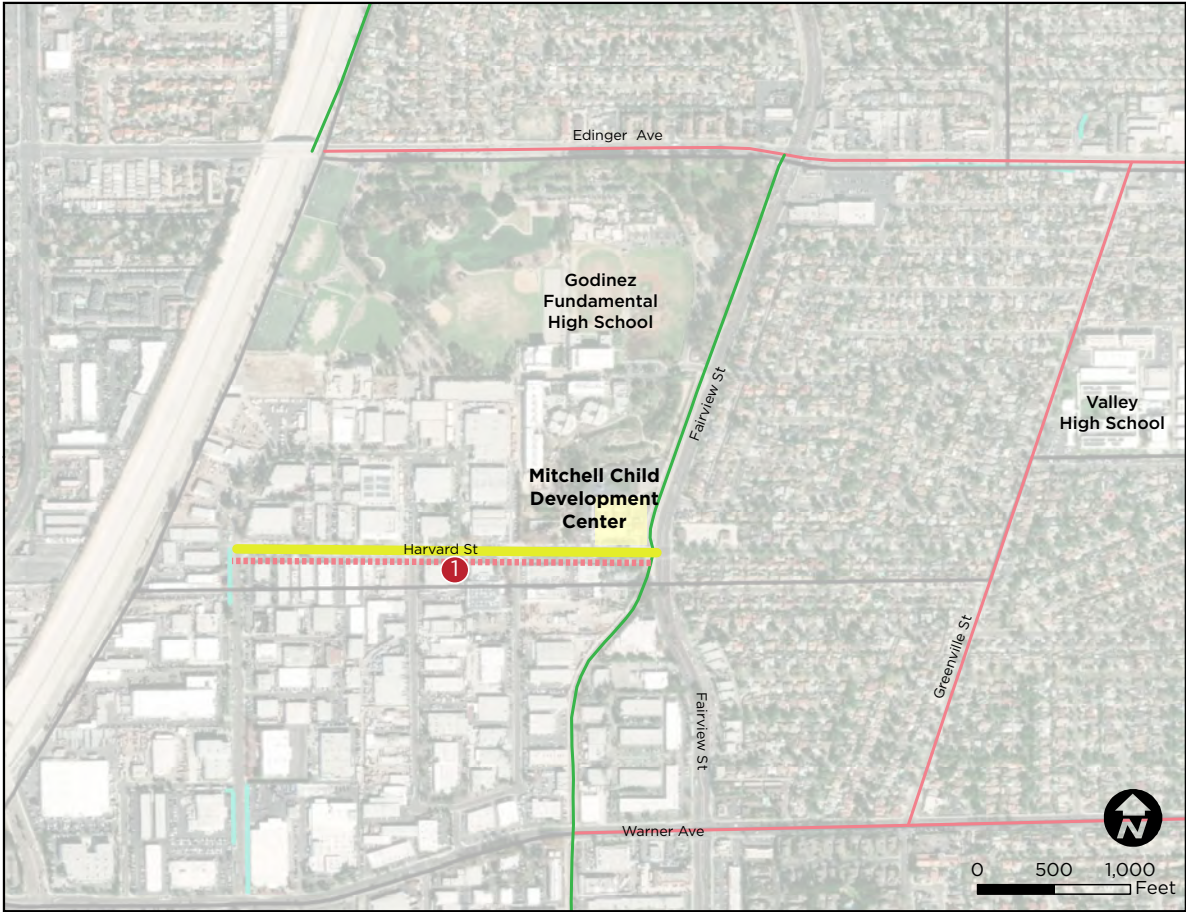 Edinger Ave
Godinez
Fundamental
High School
Fairview St
Valley
High School
Mitchell Child
Development
Center
Harvard St
1
Greenville St
Fairview St
Warner Ave
N
0 500 1,000
Feet